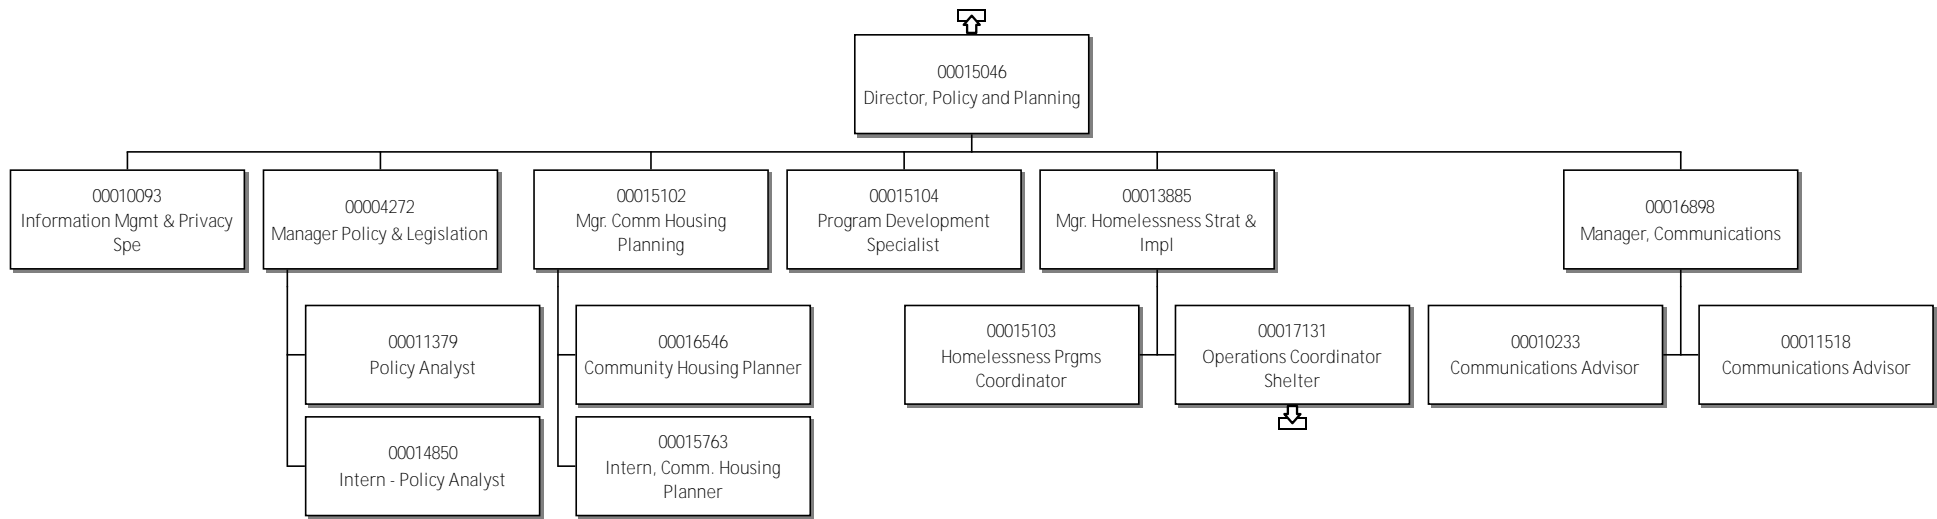 00015046
Director, Policy and Planning
00010093
Information Mgmt & Privacy
Spe
00004272
Manager Policy & Legislation
00015102
Mgr. Comm Housing
Planning
00015104
Program Development
Specialist
00013885
Mgr. Homelessness Strat &
Impl
00016898
Manager, Communications
00011379
Policy Analyst
00016546
Community Housing Planner
00015103
Homelessness Prgms
Coordinator
00017131
Operations Coordinator
Shelter
00010233
Communications Advisor
00011518
Communications Advisor
00014850
Intern - Policy Analyst
00015763
Intern, Comm. Housing
Planner